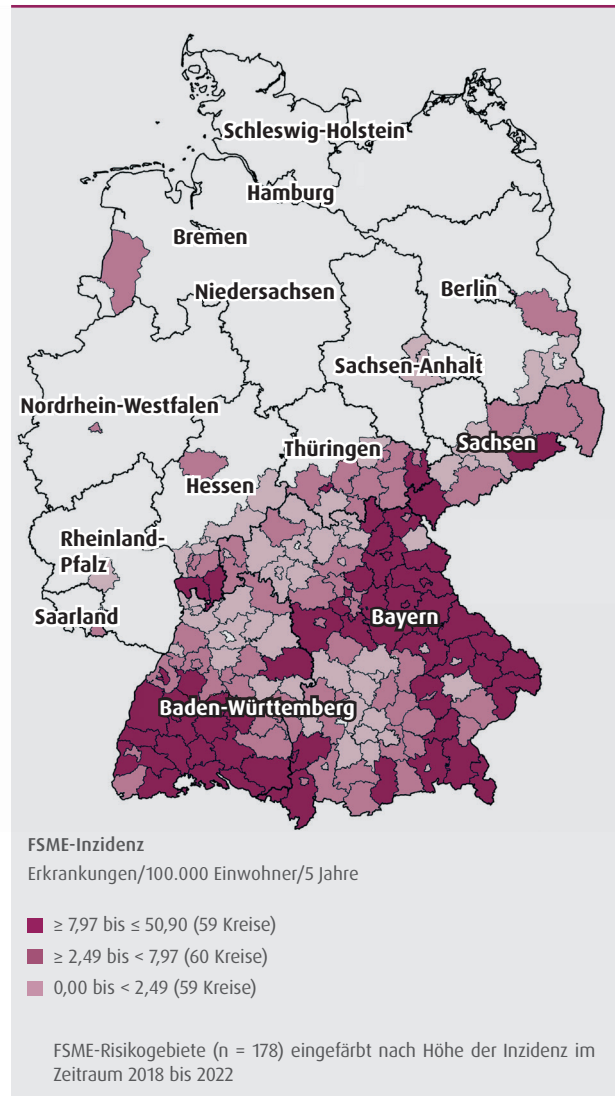 Schleswig-Holstein
Hamburg
Bremen
Niedersachsen
Berlin
Sachsen-Anhalt
Nordrhein-Westfalen
Thüringen
Sachsen
Hessen
Rheinland-
Pfalz
Saarland
Bayern
Baden-Württemberg
FSME-Inzidenz
Erkrankungen/100.000 Einwohner/5 Jahre
≥ 7,97 bis ≤ 50,90 (59 Kreise)
≥ 2,49 bis < 7,97 (60 Kreise)
0,00 bis < 2,49 (59 Kreise)
FSME-Risikogebiete (n = 178) eingefärbt nach Höhe der Inzidenz im
Zeitraum 2018 bis 2022